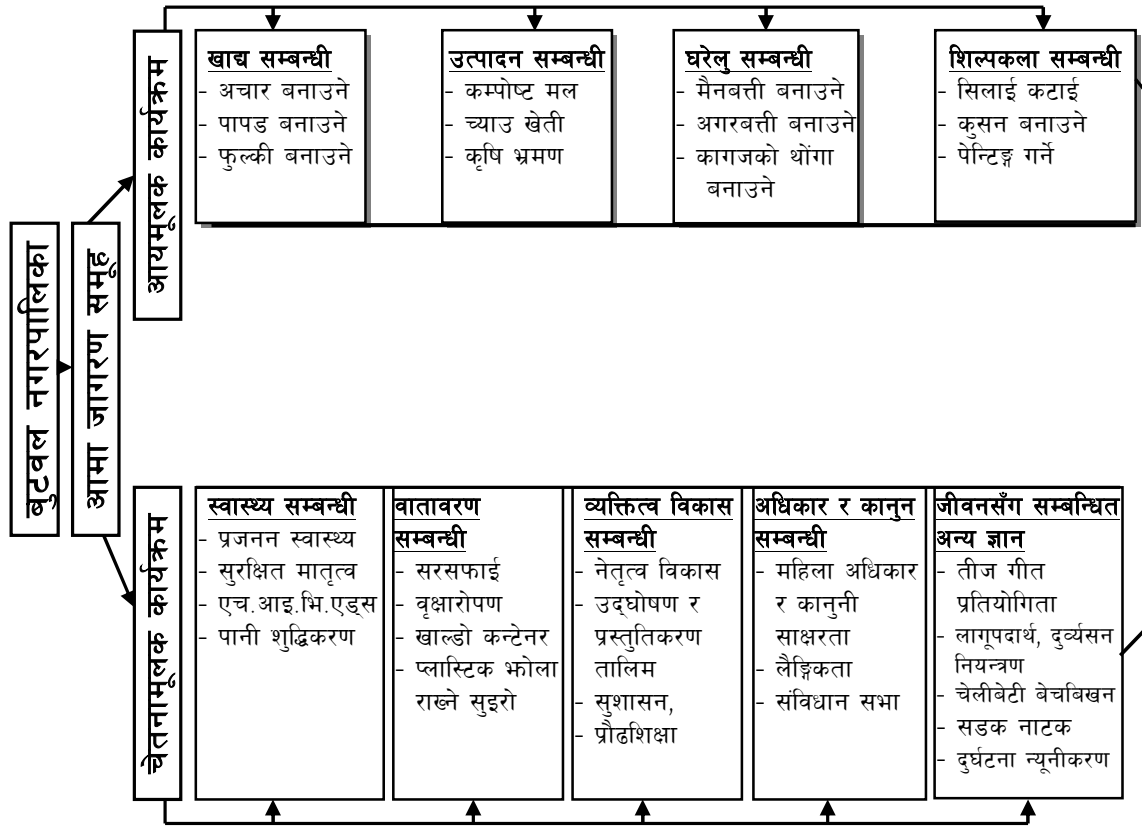 बुटवल नगरपालिका
आमा जागरण समूह
आयमूलक कार्यक्रम
खाद्य सम्बन्धी
- अचार बनाउने
- पापड बनाउने
- फुल्की बनाउने
उत्पादन सम्बन्धी
- कम्पोष्ट मल
- च्याउ खेती
- कृषि भ्रमण
घरेलु सम्बन्धी
- मैनबत्ती बनाउने
- अगरबत्ती बनाउने
- कागजको थोंगा
बनाउने
शिल्पकला सम्बन्धी
- सिलाई कटाई
- कुसन बनाउने
- पेन्टिङ्ग गर्ने
चेतनामूलक कार्यक्रम
स्वास्थ्य सम्बन्धी
- प्रजनन स्वास्थ्य
- सुरक्षित मातृत्व
- एच.आइ.भि.एड्स
- पानी शुद्धिकरण
वातावरण
सम्बन्धी
- सरसफाई
- वृक्षारोपण
- खाल्डो कन्टेनर
- प्लास्टिक झोला
राख्ने सुइरो
व्यक्तित्व विकास
सम्बन्धी
- नेतृत्व विकास
- उद्घोषण र
प्रस्तुतिकरण
तालिम
- सुशासन,
- प्रौढशिक्षा
अधिकार र कानुन
सम्बन्धी
- महिला अधिकार
र कानुनी
साक्षरता
- लैङ्गिकता
- संविधान सभा
जीवनसँग सम्बन्धित
अन्य ज्ञान
- तीज गीत
प्रतियोगिता
- लागूपदार्थ, दुर्व्यसन
नियन्त्रण
- चेलीबेटी बेचबिखन
- सडक नाटक
- दुर्घटना न्यूनीकरण